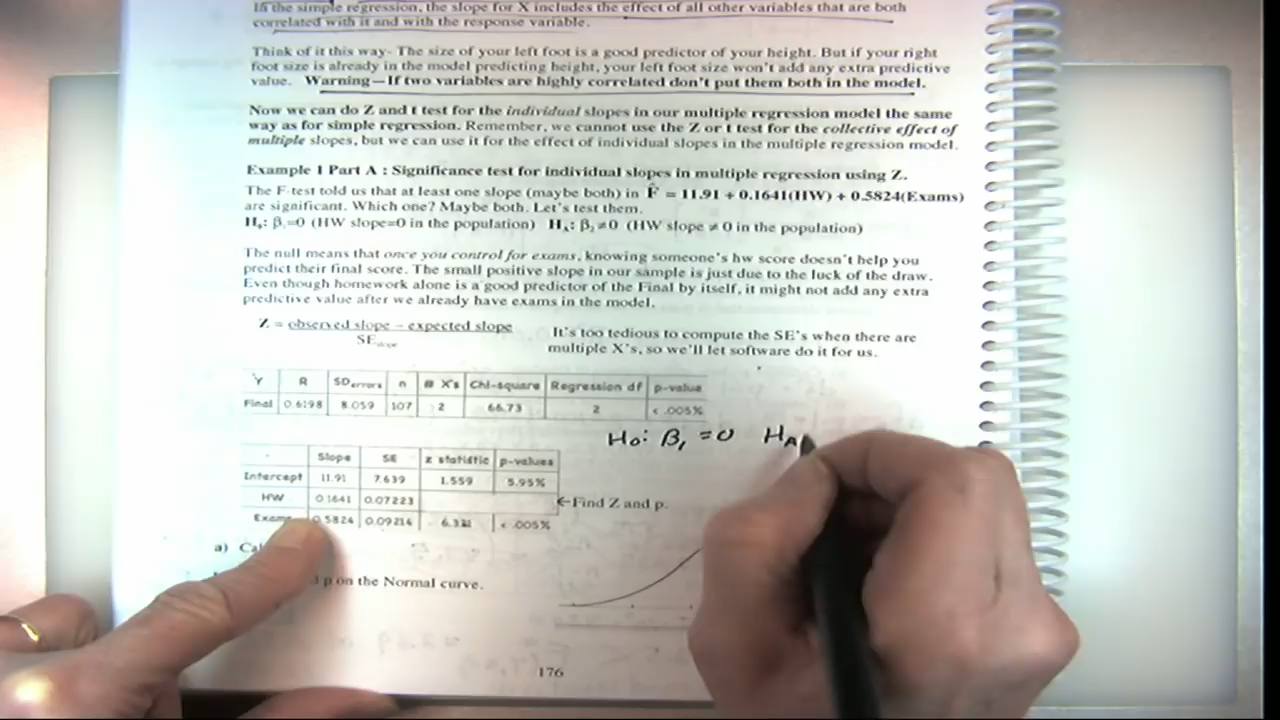 In the simple regression, the slope for X includes the effect of all other variables that are both
correlated with it and with the response variable.
Think of it this way- The size of your left foot is a good predictor of your height. But if your right
foot size is already in the model predicting height, your left foot size won't add any extra predictive
value. Warning—If two variables are highly correlated don't put them both in the model.
Now we can do Z and t test for the individual slopes in our multiple regression model the same
way as for simple regression. Remember, we cannot use the Z or t test for the collective effect of
multiple slopes, but we can use it for the effect of individual slopes in the multiple regression model.
Example 1 Part A : Significance test for individual slopes in multiple regression using Z.
The F-test told us that at least one slope (maybe both) in F̂ = 11.91 + 0.1641(HW) + 0.5824(Exams)
are significant. Which one? Maybe both. Let's test them.
H₀: β₁=0 (HW slope=0 in the population) Hₐ: β₁≠0 (HW slope ≠ 0 in the population)
The null means that once you control for exams, knowing someone's hw score doesn't help you
predict their final score. The small positive slope in our sample is just due to the luck of the draw.
Even though homework alone is a good predictor of the Final by itself, it might not add any extra
predictive value after we already have exams in the model.
Z = observed slope – expected slope
SE slope
It's too tedious to compute the SE's when there are
multiple X's, so we'll let software do it for us.
Y R SD errors n # X's Chi-square Regression df p-value
Final 0.6198 8.059 107 2 66.73 2 < .005%
H₀: β₁ = 0 H_A
Slope SE z statistic p-values
Intercept 11.91 7.639 1.559 5.95%
HW 0.1641 0.07223 ←Find Z and p.
0.5824 0.09214 < .005%
a)
p on the Normal curve.
176